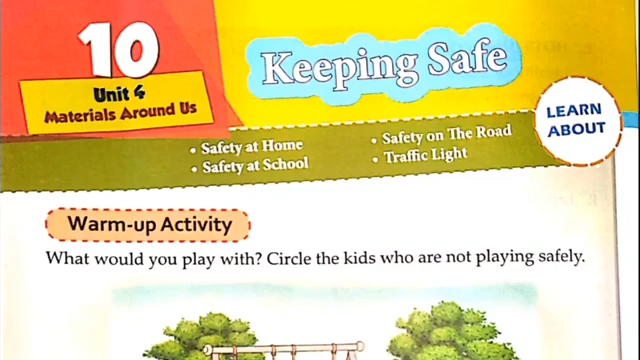 10
Unit 4
Materials Around Us
Keeping Safe
LEARN
ABOUT
• Safety at Home
• Safety at School
• Safety on The Road
• Traffic Light
Warm-up Activity
What would you play with? Circle the kids who are not playing safely.